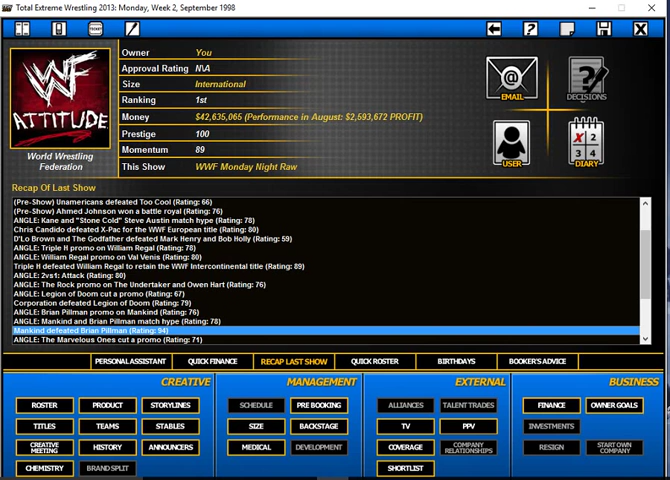 Total Extreme Wrestling 2013: Monday, Week 2, September 1998
TICKET
Owner You
Approval Rating N\A
Size International
Ranking 1st
Money $42,635,065 (Performance in August: $2,593,672 PROFIT)
Prestige 100
Momentum 89
This Show WWF Monday Night Raw
ATTITUDE
World Wrestling
Federation
EMAIL
DECISIONS
USER
DIARY
X 2
3 4
Recap Of Last Show
(Pre-Show) Unamericans defeated Too Cool (Rating: 66)
(Pre-Show) Ahmed Johnson won a battle royal (Rating: 76)
ANGLE: Kane and "Stone Cold" Steve Austin match hype (Rating: 78)
Chris Candido defeated X-Pac for the WWF European title (Rating: 80)
D'Lo Brown and The Godfather defeated Mark Henry and Bob Holly (Rating: 59)
ANGLE: Triple H promo on William Regal (Rating: 78)
ANGLE: William Regal promo on Val Venis (Rating: 80)
Triple H defeated William Regal to retain the WWF Intercontinental title (Rating: 89)
ANGLE: 2vs1: Attack (Rating: 80)
ANGLE: The Rock promo on The Undertaker and Owen Hart (Rating: 76)
ANGLE: Legion of Doom cut a promo (Rating: 67)
Corporation defeated Legion of Doom (Rating: 79)
ANGLE: Brian Pillman promo on Mankind (Rating: 76)
ANGLE: Mankind and Brian Pillman match hype (Rating: 78)
Mankind defeated Brian Pillman (Rating: 94)
ANGLE: The Marvelous Ones cut a promo (Rating: 71)
PERSONAL ASSISTANT QUICK FINANCE RECAP LAST SHOW QUICK ROSTER BIRTHDAYS BOOKER'S ADVICE
CREATIVE MANAGEMENT EXTERNAL BUSINESS
ROSTER PRODUCT STORYLINES SCHEDULE PRE BOOKING ALLIANCES TALENT TRADES FINANCE OWNER GOALS
TITLES TEAMS STABLES SIZE BACKSTAGE TV PPV INVESTMENTS
CREATIVE MEETING HISTORY ANNOUNCERS MEDICAL DEVELOPMENT COVERAGE COMPANY RELATIONSHIPS RESIGN START OWN COMPANY
CHEMISTRY BRAND SPLIT SHORTLIST